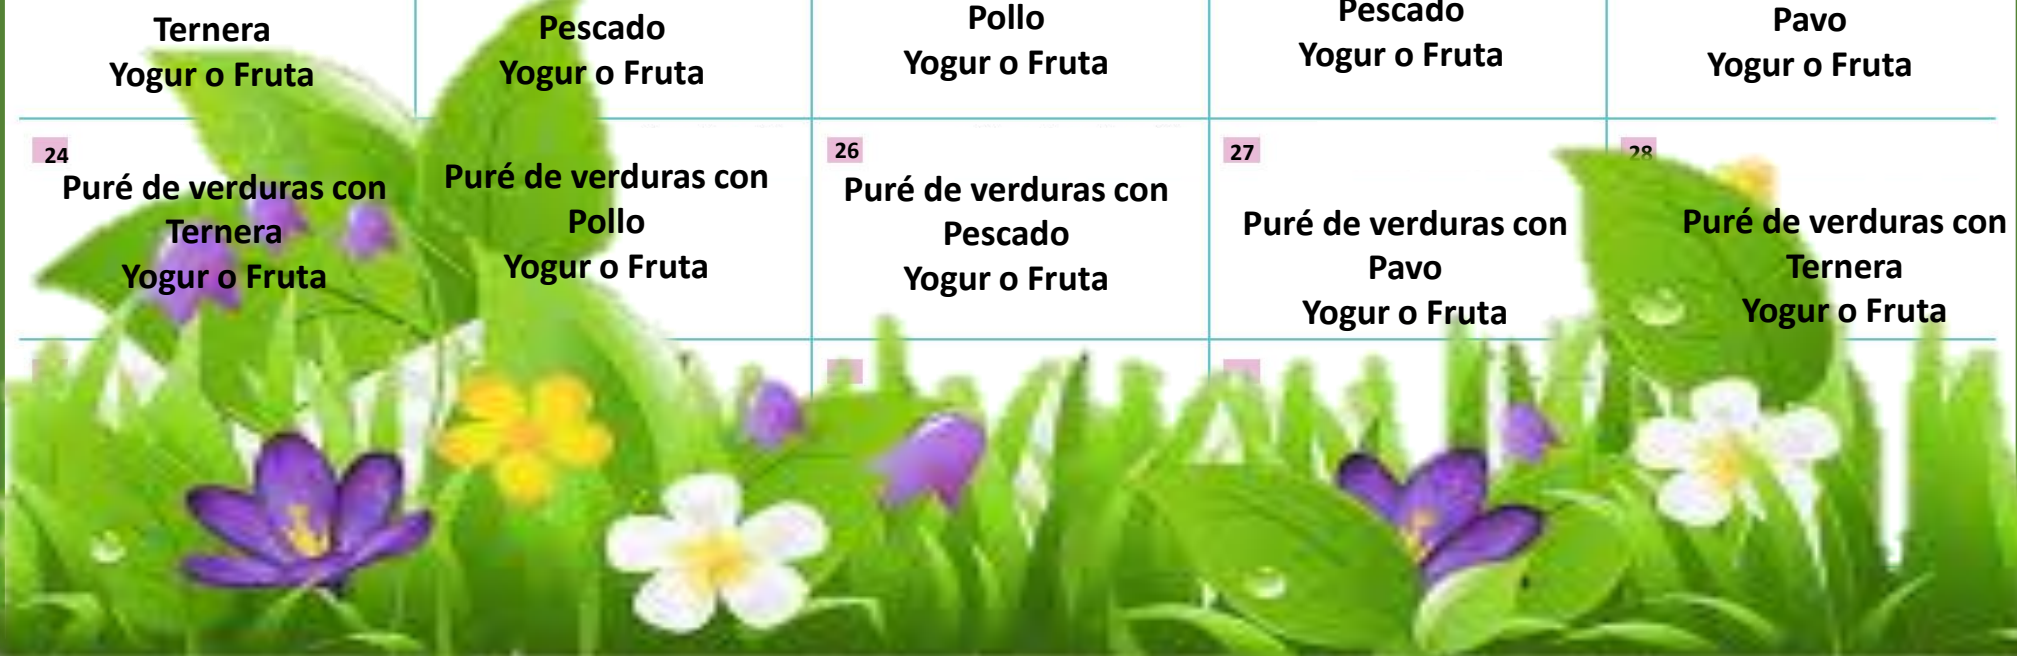 Ternera
Yogur o Fruta
Pescado
Yogur o Fruta
Pollo
Yogur o Fruta
Pescado
Yogur o Fruta
Pavo
Yogur o Fruta
24
Puré de verduras con
Ternera
Yogur o Fruta
Puré de verduras con
Pollo
Yogur o Fruta
26
Puré de verduras con
Pescado
Yogur o Fruta
27
Puré de verduras con
Pavo
Yogur o Fruta
28
Puré de verduras con
Ternera
Yogur o Fruta